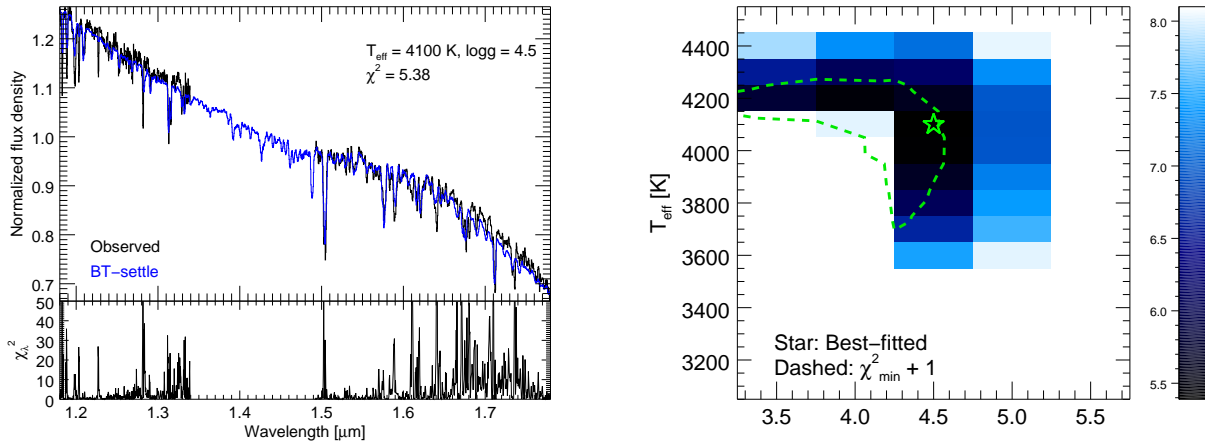 1.2
1.1
1.0
0.9
0.8
0.7
Normalized flux density
T_eff = 4100 K, logg = 4.5
χ² = 5.38
Observed
BT−settle
50
40
30
20
10
0
χ_λ²
1.2 1.3 1.4 1.5 1.6 1.7
Wavelength [μm]
4400
4200
4000
3800
3600
3400
3200
T_eff [K]
Star: Best−fitted
Dashed: χ²_min + 1
3.5 4.0 4.5 5.0 5.5
8.0
7.5
7.0
6.5
6.0
5.5